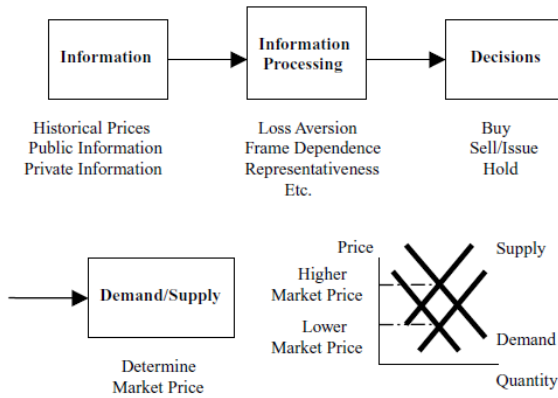 Information
Information
Processing
Decisions
Historical Prices
Public Information
Private Information
Loss Aversion
Frame Dependence
Representativeness
Etc.
Buy
Sell/Issue
Hold
Demand/Supply
Determine
Market Price
Price
Supply
Higher
Market Price
Lower
Market Price
Demand
Quantity